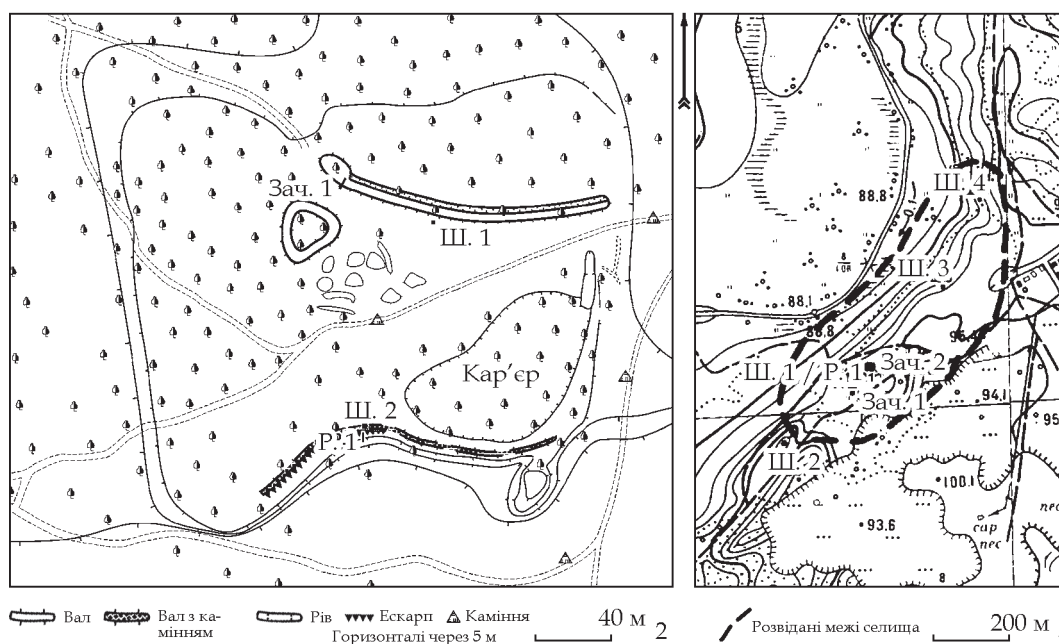 Зач. 1
Ш. 1
Кар’єр
Ш. 2
Р. 1
Ш. 4
88.8
Ш. 3
88.1
88.8
Ш. 1
Р. 1
Зач. 2
Зач. 1
94.1
Ш. 2
100.1
93.6
сар
пес
8
Вал
Вал з ка-
мінням
Рів
Ескарп
Каміння
Горизонталі через 5 м
40 м
2
Розвідані межі селища
200 м